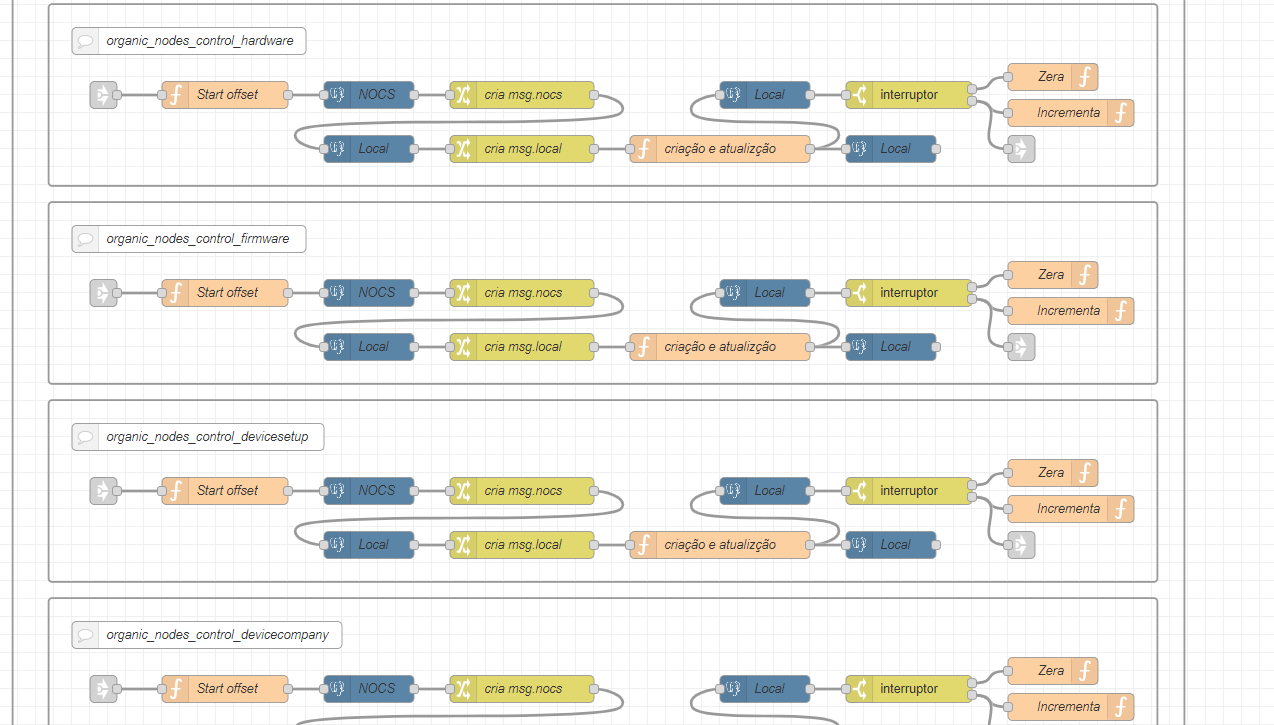 organic_nodes_control_hardware
Start offset NOCS cria msg.nocs Local interruptor Zera
Incrementa
Local cria msg.local criação e atualizção Local
organic_nodes_control_firmware
Start offset NOCS cria msg.nocs Local interruptor Zera
Incrementa
Local cria msg.local criação e atualizção Local
organic_nodes_control_devicesetup
Start offset NOCS cria msg.nocs Local interruptor Zera
Incrementa
Local cria msg.local criação e atualizção Local
organic_nodes_control_devicecompany
Start offset NOCS cria msg.nocs Local interruptor Zera
Incrementa